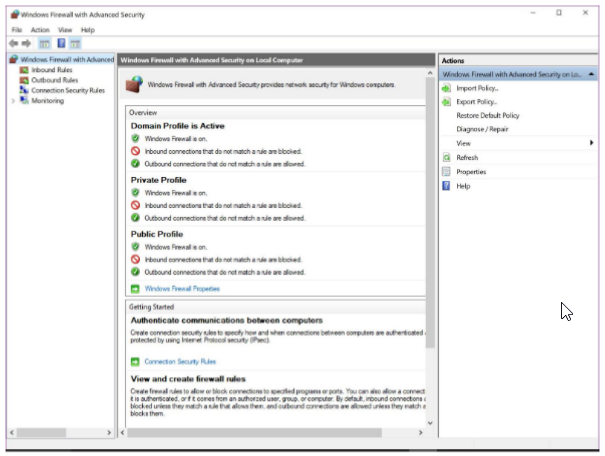 Windows Firewall with Advanced Security
File Action View Help
Windows Firewall with Advanced
Inbound Rules
Outbound Rules
Connection Security Rules
Monitoring
Windows Firewall with Advanced Security on Local Computer
Windows Firewall with Advanced Security provides network security for Windows computers.
Overview
Domain Profile is Active
Windows Firewall is on.
Inbound connections that do not match a rule are blocked.
Outbound connections that do not match a rule are allowed.
Private Profile
Windows Firewall is on.
Inbound connections that do not match a rule are blocked.
Outbound connections that do not match a rule are allowed.
Public Profile
Windows Firewall is on.
Inbound connections that do not match a rule are blocked.
Outbound connections that do not match a rule are allowed.
Windows Firewall Properties
Getting Started
Authenticate communications between computers
Create connection security rules to specify how and when connections between computers are authenticated
protected by using Internet Protocol security (IPsec).
Connection Security Rules
View and create firewall rules
Create firewall rules to allow or block connections to specified programs or ports. You can also allow a connect
it is authenticated, or if it comes from an authorized user, group, or computer. By default, inbound connections
blocked unless they match a rule that allows them, and outbound connections are allowed unless they match a
blocks them.
Actions
Windows Firewall with Advanced Security on Lo...
Import Policy...
Export Policy...
Restore Default Policy
Diagnose / Repair
View
Refresh
Properties
Help